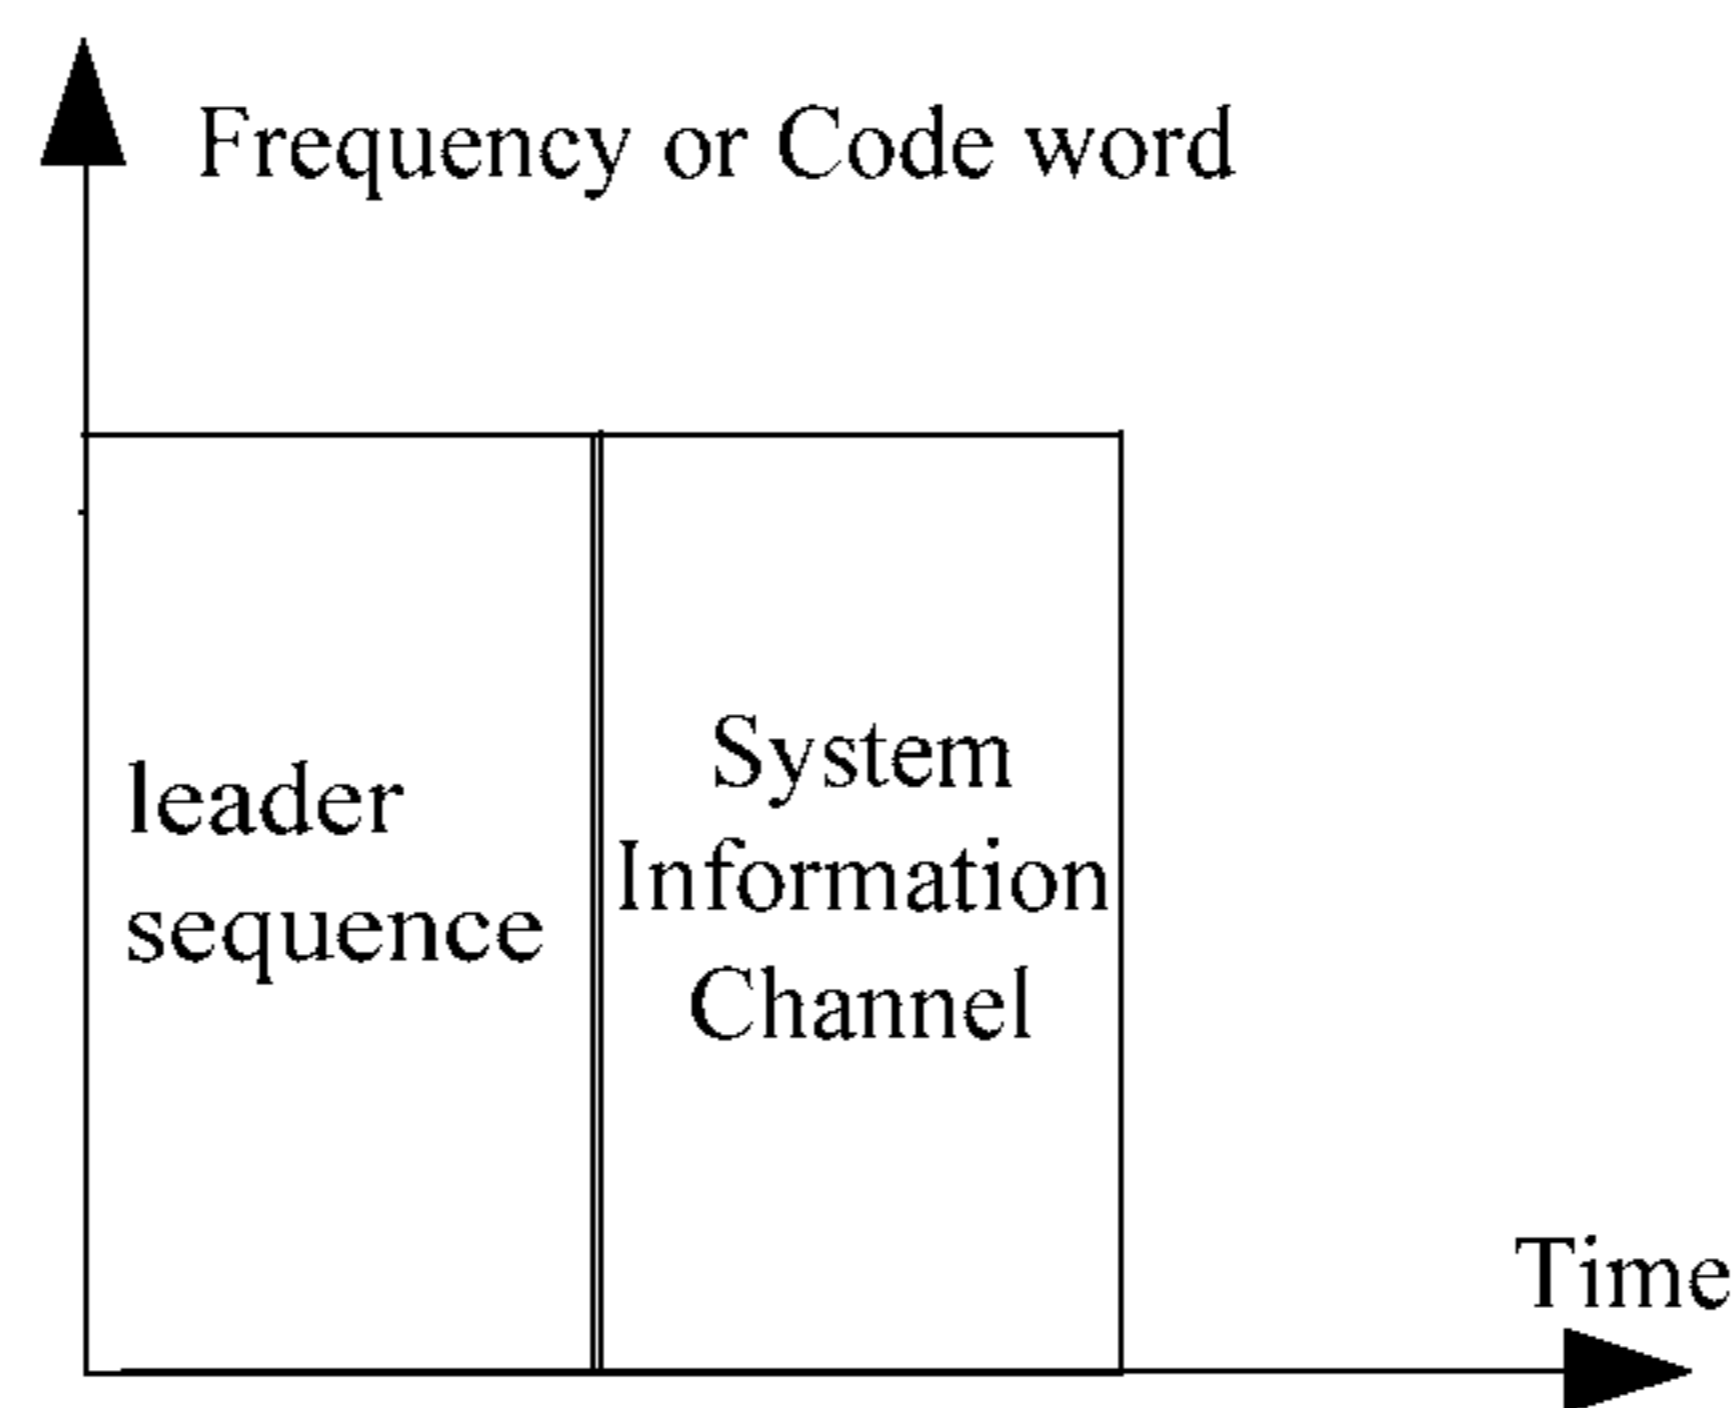 Frequency or Code word
leader
sequence
System
Information
Channel
Time